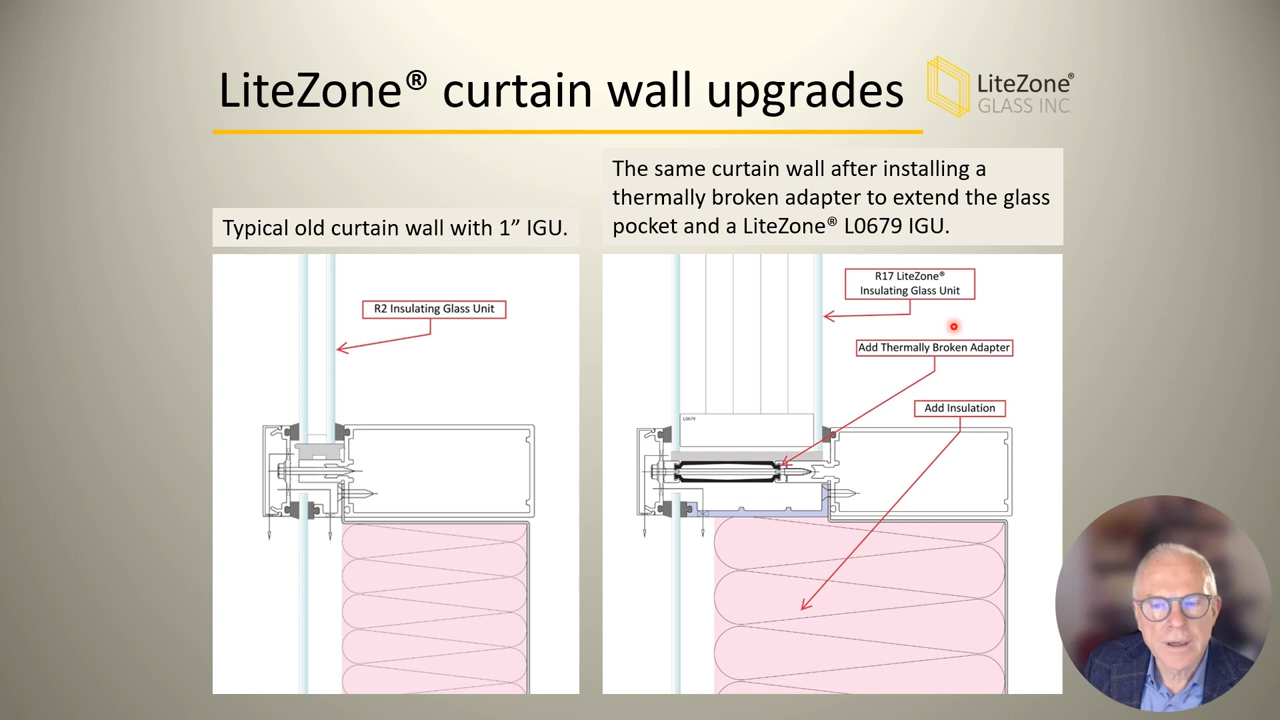 LiteZone® curtain wall upgrades
LiteZone®
GLASS INC.
Typical old curtain wall with 1” IGU.
The same curtain wall after installing a
thermally broken adapter to extend the glass
pocket and a LiteZone® L0679 IGU.
R2 Insulating Glass Unit
R17 LiteZone®
Insulating Glass Unit
Add Thermally Broken Adapter
Add Insulation
L0679